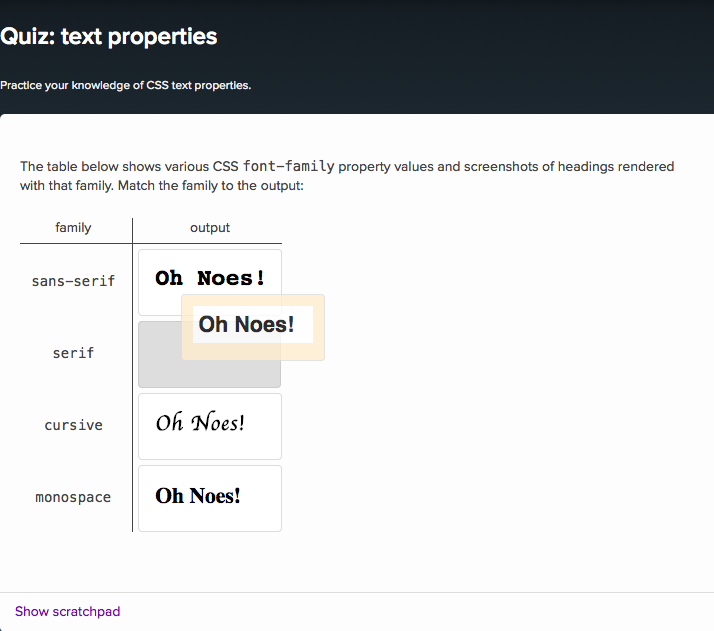 Quiz: text properties
Practice your knowledge of CSS text properties.
The table below shows various CSS font-family property values and screenshots of headings rendered
with that family. Match the family to the output:
family output
sans-serif Oh Noes!
Oh Noes!
serif
cursive Oh Noes!
monospace Oh Noes!
Show scratchpad